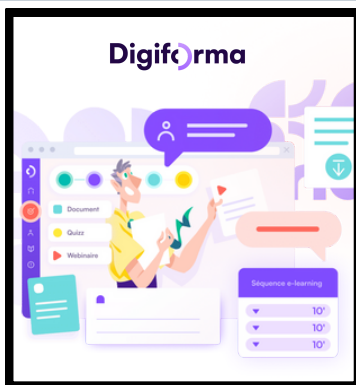 Digiforma
Document
Quizz
Webinaire
Séquence e-learning
10'
10'
10'